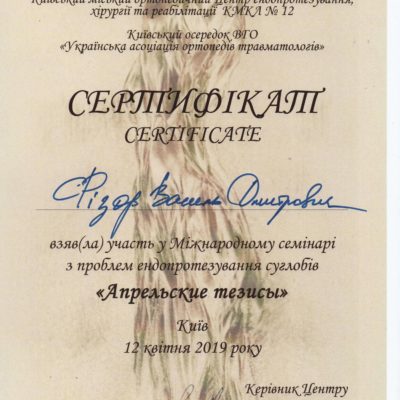 Київський міський ортопедичний Центр ендопротезування,
хірургії та реабілітації КМКЛ № 12
Київський осередок ВГО
«Українська асоціація ортопедів травматологів»
СЕРТИФІКАТ
CERTIFICATE
Фізор Василь Дмитрович
взяв(ла) участь у Міжнародному семінарі
з проблем ендопротезування суглобів
«Апрельские тезисы»
Київ
12 квітня 2019 року
Керівник Центру